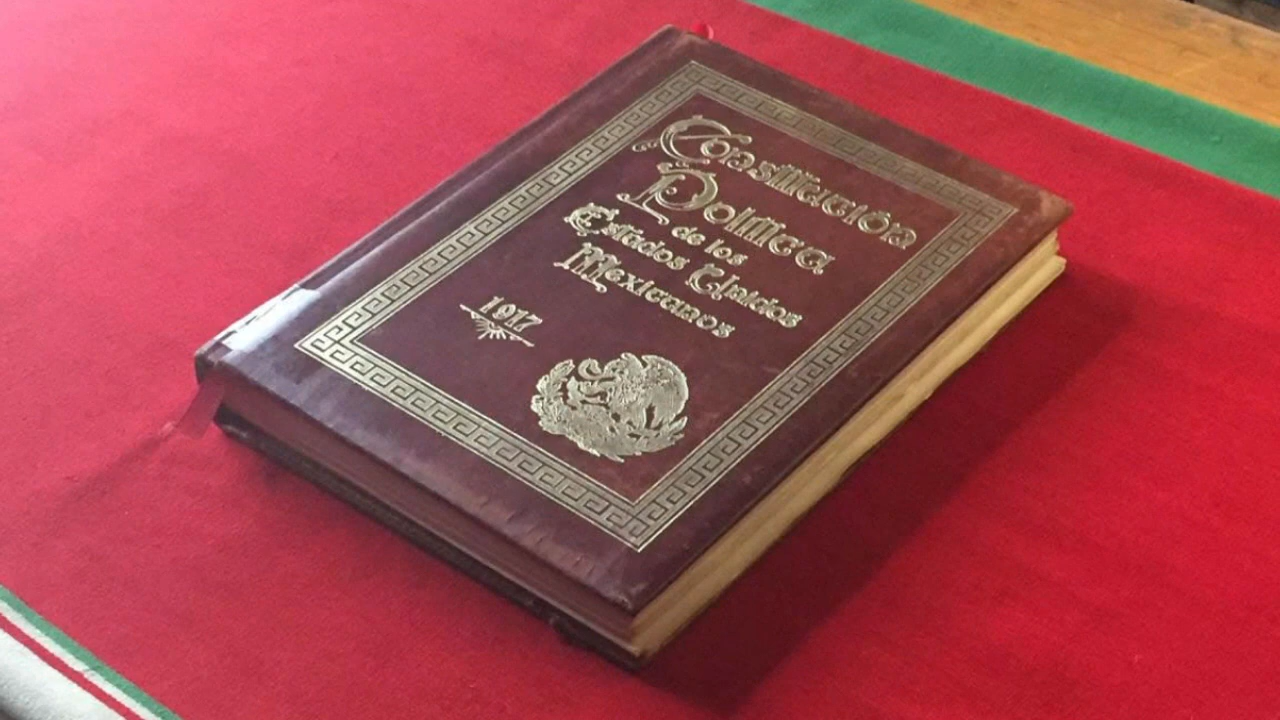 Constitución
Política
de los
Estados Unidos
Mexicanos
1917